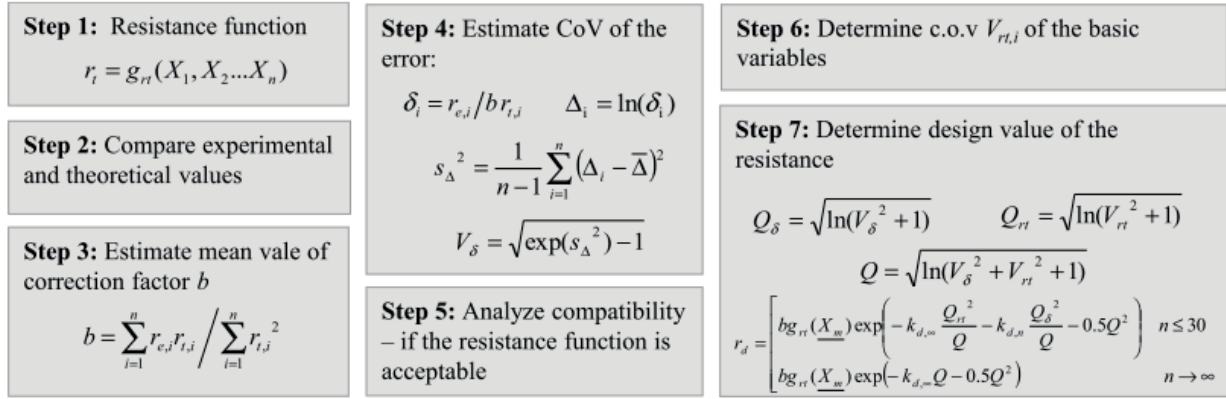 Step 1: Resistance function
r_t = g_rt(X_1, X_2...X_n)
Step 2: Compare experimental
and theoretical values
Step 3: Estimate mean vale of
correction factor b
b = ∑_{i=1}^{n} r_{e,i} r_{t,i} / ∑_{i=1}^{n} r_{t,i}^2
Step 4: Estimate CoV of the
error:
δ_i = r_{e,i}/b r_{t,i} Δ_i = ln(δ_i)
s_Δ^2 = 1/(n−1) ∑_{i=1}^{n} (Δ_i − Δ̅)^2
V_δ = √(exp(s_Δ^2) − 1)
Step 5: Analyze compatibility
– if the resistance function is
acceptable
Step 6: Determine c.o.v V_{rt,i} of the basic
variables
Step 7: Determine design value of the
resistance
Q_δ = √(ln(V_δ^2 + 1)) Q_rt = √(ln(V_rt^2 + 1))
Q = √(ln(V_δ^2 + V_rt^2 + 1))
r_d = [ b g_rt(X_m) exp(−k_{d,∞} Q_rt^2/Q − k_{d,n} Q_δ^2/Q − 0.5Q^2) n ≤ 30
b g_rt(X_m) exp(−k_{d,∞} Q − 0.5Q^2) n → ∞